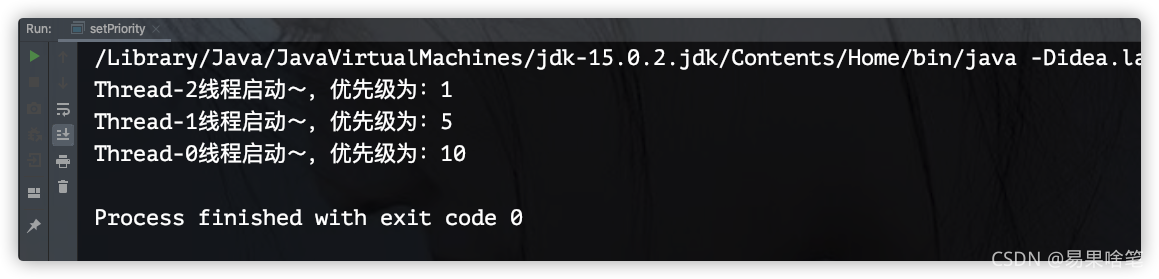 Run: setPriority
/Library/Java/JavaVirtualMachines/jdk-15.0.2.jdk/Contents/Home/bin/java -Didea.la
Thread-2线程启动～，优先级为：1
Thread-1线程启动～，优先级为：5
Thread-0线程启动～，优先级为：10
Process finished with exit code 0
CSDN @易果啥笔